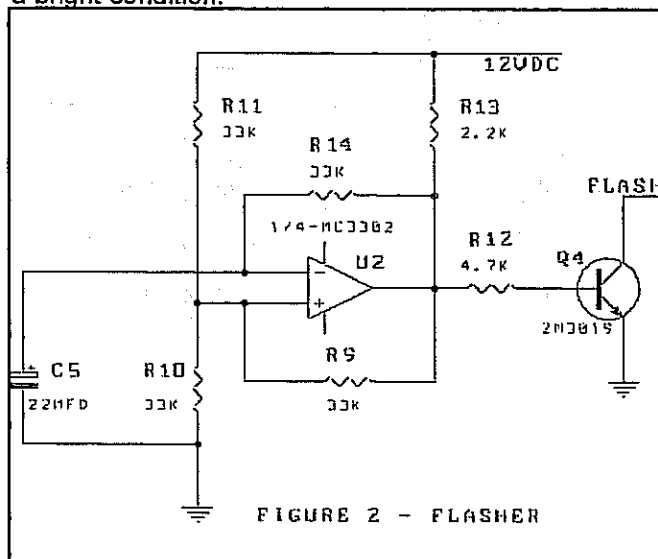 a bright condition.
12VDC
R11
33K
R13
2.2K
R14
33K
1/4-MC3302
U2
R12
4.7K
FLASH
Q4
2N3019
R9
33K
C5
22MFD
R10
33K
FIGURE 2 - FLASHER